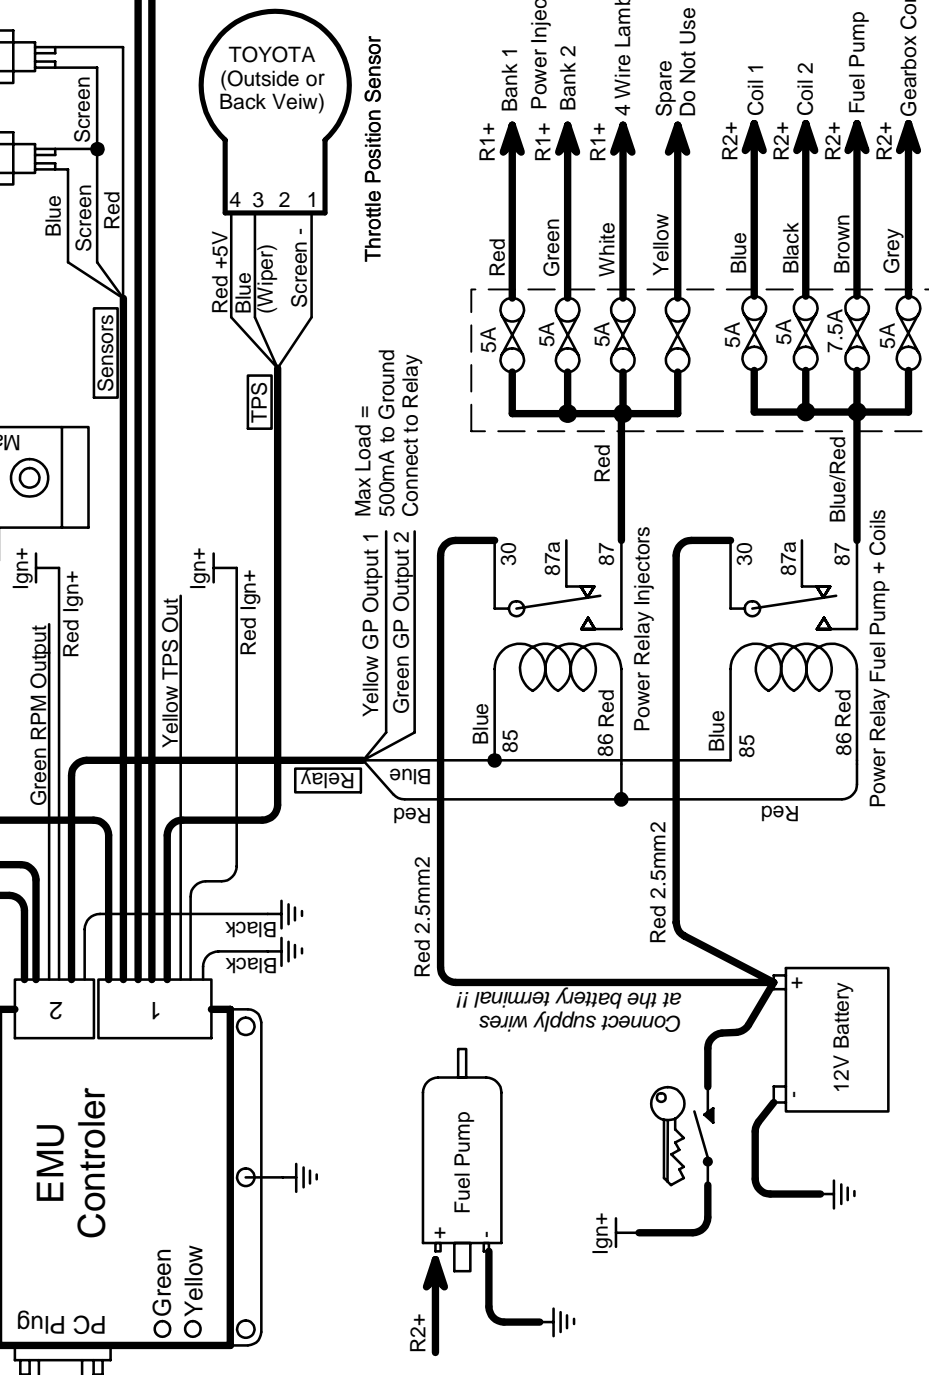 TOYOTA
(Outside or
Back Veiw)
4 3 2 1
Throttle Position Sensor
Screen
Blue
Screen
Red
Sensors
Red +5V
Blue
(Wiper)
Screen -
TPS
R1+
Bank 1
Power Injec
R1+
Bank 2
R1+
4 Wire Lamb
Spare
Do Not Use
R2+
Coil 1
R2+
Coil 2
R2+
Fuel Pump
R2+
Gearbox Con
Red
Green
White
Yellow
Blue
Black
Brown
Grey
5A
5A
5A
5A
5A
7.5A
5A
Red
Blue/Red
Ma
Ign+
Red Ign+
Green RPM Output
Ign+
Red Ign+
Yellow TPS Out
Max Load =
500mA to Ground
Connect to Relay
Yellow GP Output 1
Green GP Output 2
30
87a
87
Power Relay Injectors
Blue
85
86 Red
30
87a
87
Power Relay Fuel Pump + Coils
Blue
85
86 Red
Relay
Blue
Red
Red
Red 2.5mm2
Red 2.5mm2
Black
Black
2
1
EMU
Controler
PC Plug
Green
Yellow
Connect supply wires
at the battery terminal !!
Fuel Pump
+
-
R2+
Ign+
12V Battery
+
-